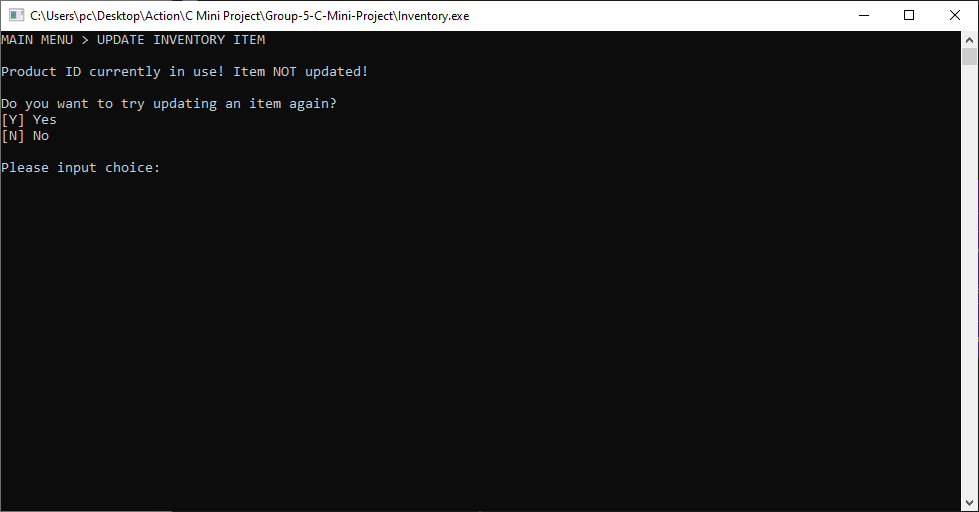 C:\Users\pc\Desktop\Action\C Mini Project\Group-5-C-Mini-Project\Inventory.exe
MAIN MENU > UPDATE INVENTORY ITEM
Product ID currently in use! Item NOT updated!
Do you want to try updating an item again?
[Y] Yes
[N] No
Please input choice: